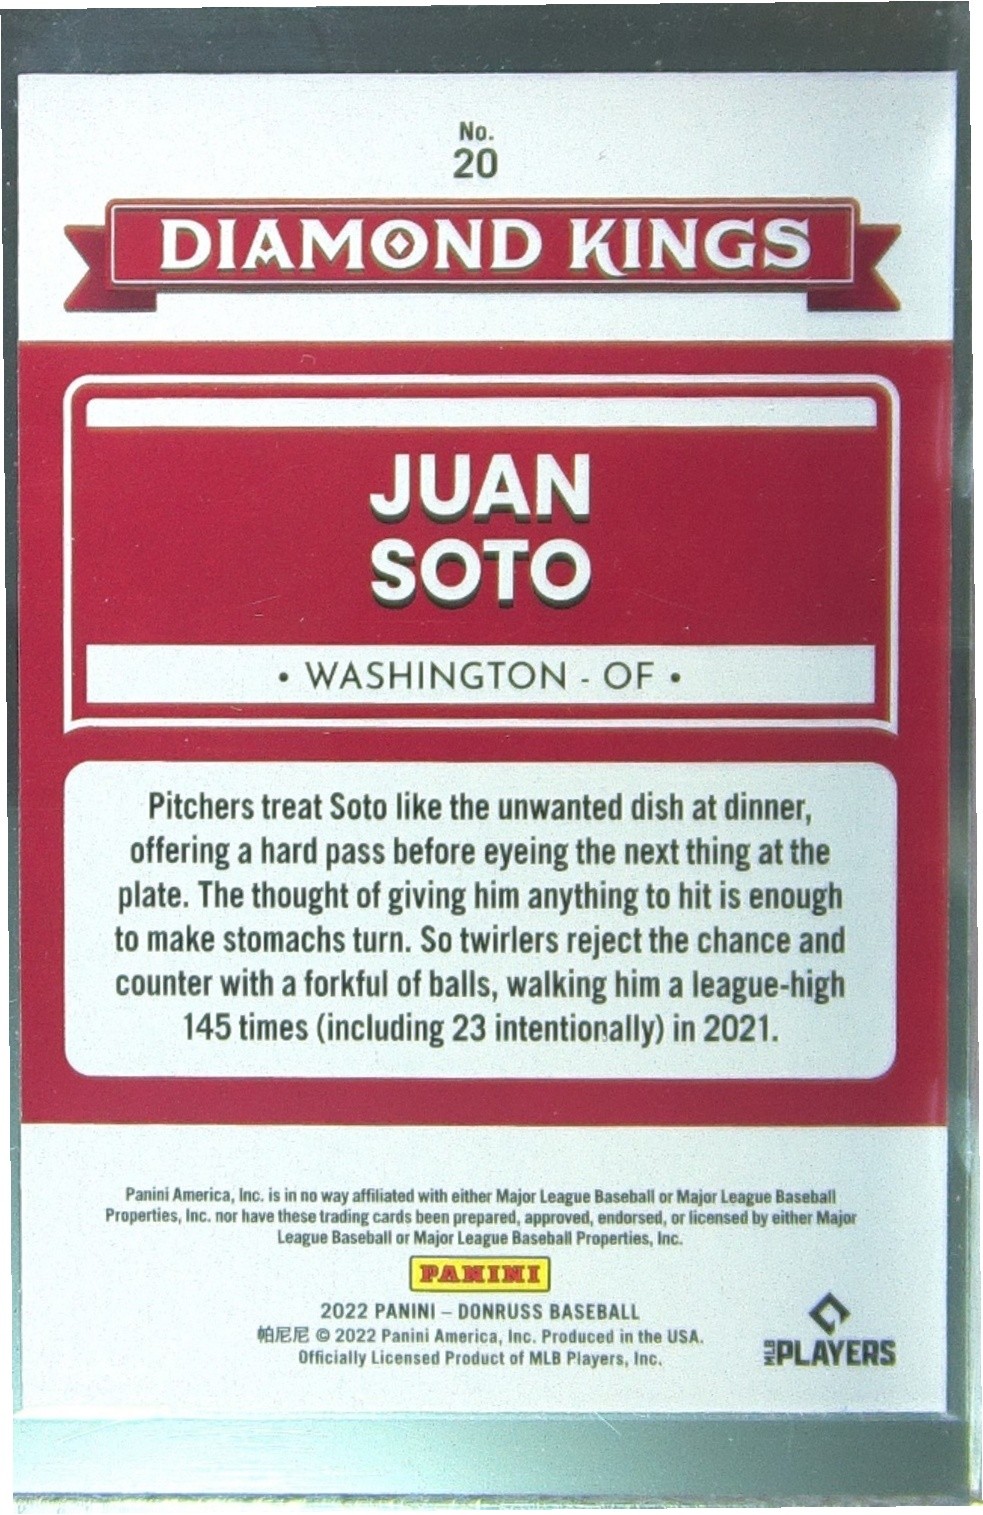 No.
20
DIAMOND KINGS
JUAN
SOTO
• WASHINGTON - OF •
Pitchers treat Soto like the unwanted dish at dinner,
offering a hard pass before eyeing the next thing at the
plate. The thought of giving him anything to hit is enough
to make stomachs turn. So twirlers reject the chance and
counter with a forkful of balls, walking him a league-high
145 times (including 23 intentionally) in 2021.
Panini America, Inc. is in no way affiliated with either Major League Baseball or Major League Baseball
Properties, Inc. nor have these trading cards been prepared, approved, endorsed, or licensed by either Major
League Baseball or Major League Baseball Properties, Inc.
PANINI
2022 PANINI – DONRUSS BASEBALL
帕尼尼 © 2022 Panini America, Inc. Produced in the USA.
Officially Licensed Product of MLB Players, Inc.
MLB PLAYERS